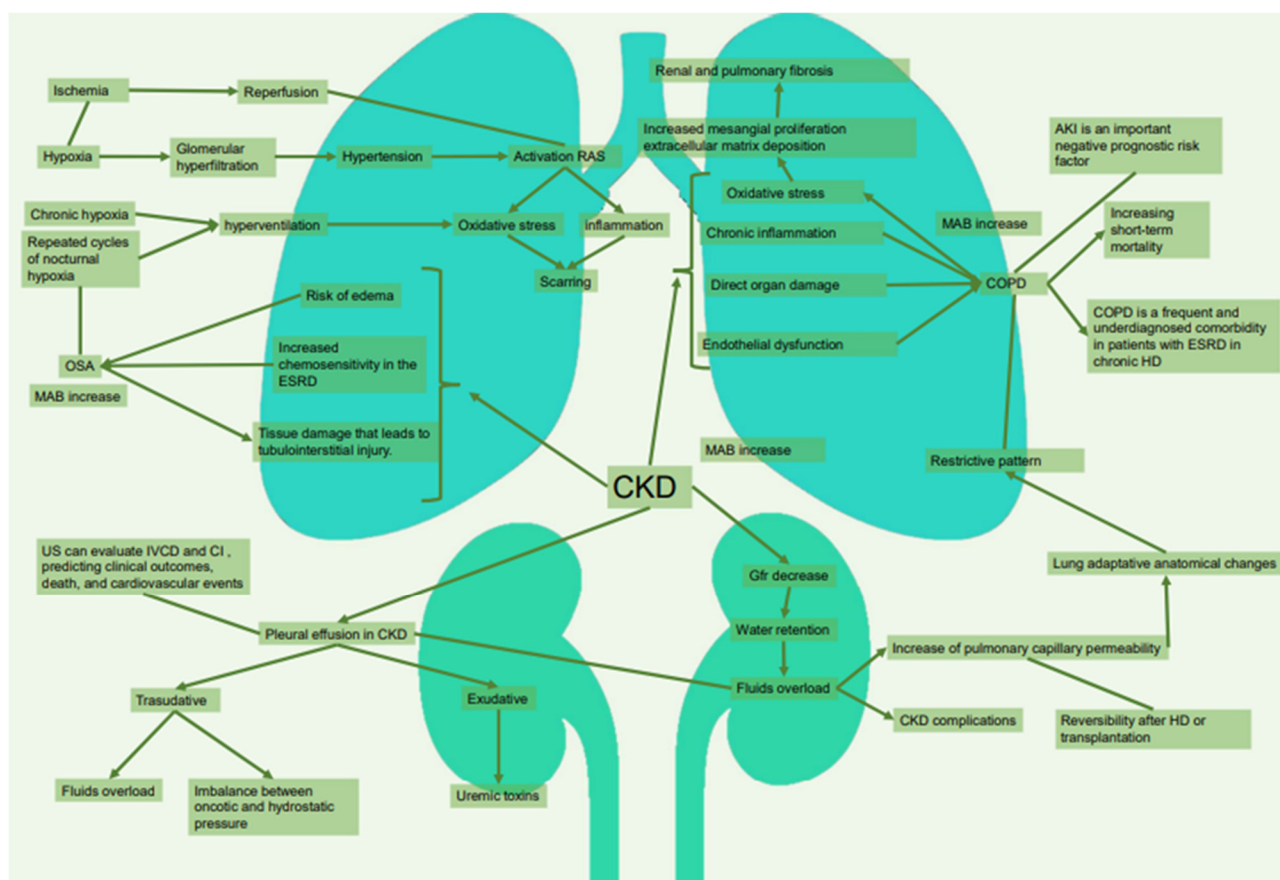 Ischemia
Reperfusion
Hypoxia
Glomerular
hyperfiltration
Hypertension
Activation RAS
Chronic hypoxia
Repeated cycles
of nocturnal
hypoxia
hyperventilation
Oxidative stress
Inflammation
Scarring
Risk of edema
Increased
chemosensitivity in the
ESRD
OSA
MAB increase
Tissue damage that leads to
tubulointerstitial injury.
Renal and pulmonary fibrosis
Increased mesangial proliferation
extracellular matrix deposition
Oxidative stress
Chronic inflammation
Direct organ damage
Endothelial dysfunction
MAB increase
COPD
AKI is an important
negative prognostic risk
factor
Increasing
short-term
mortality
COPD is a frequent and
underdiagnosed comorbidity
in patients with ESRD in
chronic HD
MAB increase
Restrictive pattern
CKD
US can evaluate IVCD and CI ,
predicting clinical outcomes,
death, and cardiovascular events
Pleural effusion in CKD
Trasudative
Exudative
Fluids overload
Imbalance between
oncotic and hydrostatic
pressure
Uremic toxins
Gfr decrease
Water retention
Fluids overload
Lung adaptative anatomical changes
Increase of pulmonary capillary permeability
CKD complications
Reversibility after HD or
transplantation